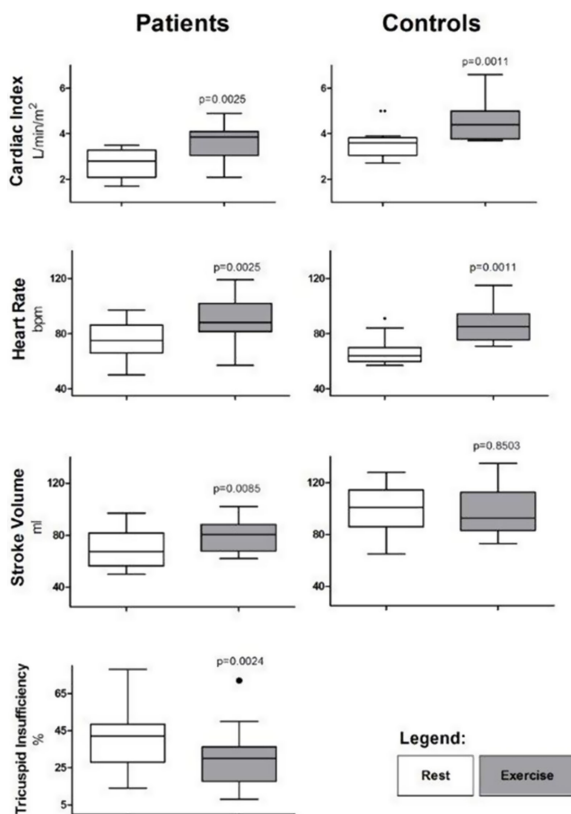 Patients
Controls
Cardiac Index
L/min/m²
6
4
2
p=0.0025
6
4
2
p=0.0011
Heart Rate
bpm
120
80
40
p=0.0025
120
80
40
p=0.0011
Stroke Volume
ml
120
80
40
p=0.0085
120
80
40
p=0.8503
Tricuspid Insufficiency
%
65
45
25
5
p=0.0024
Legend:
Rest
Exercise